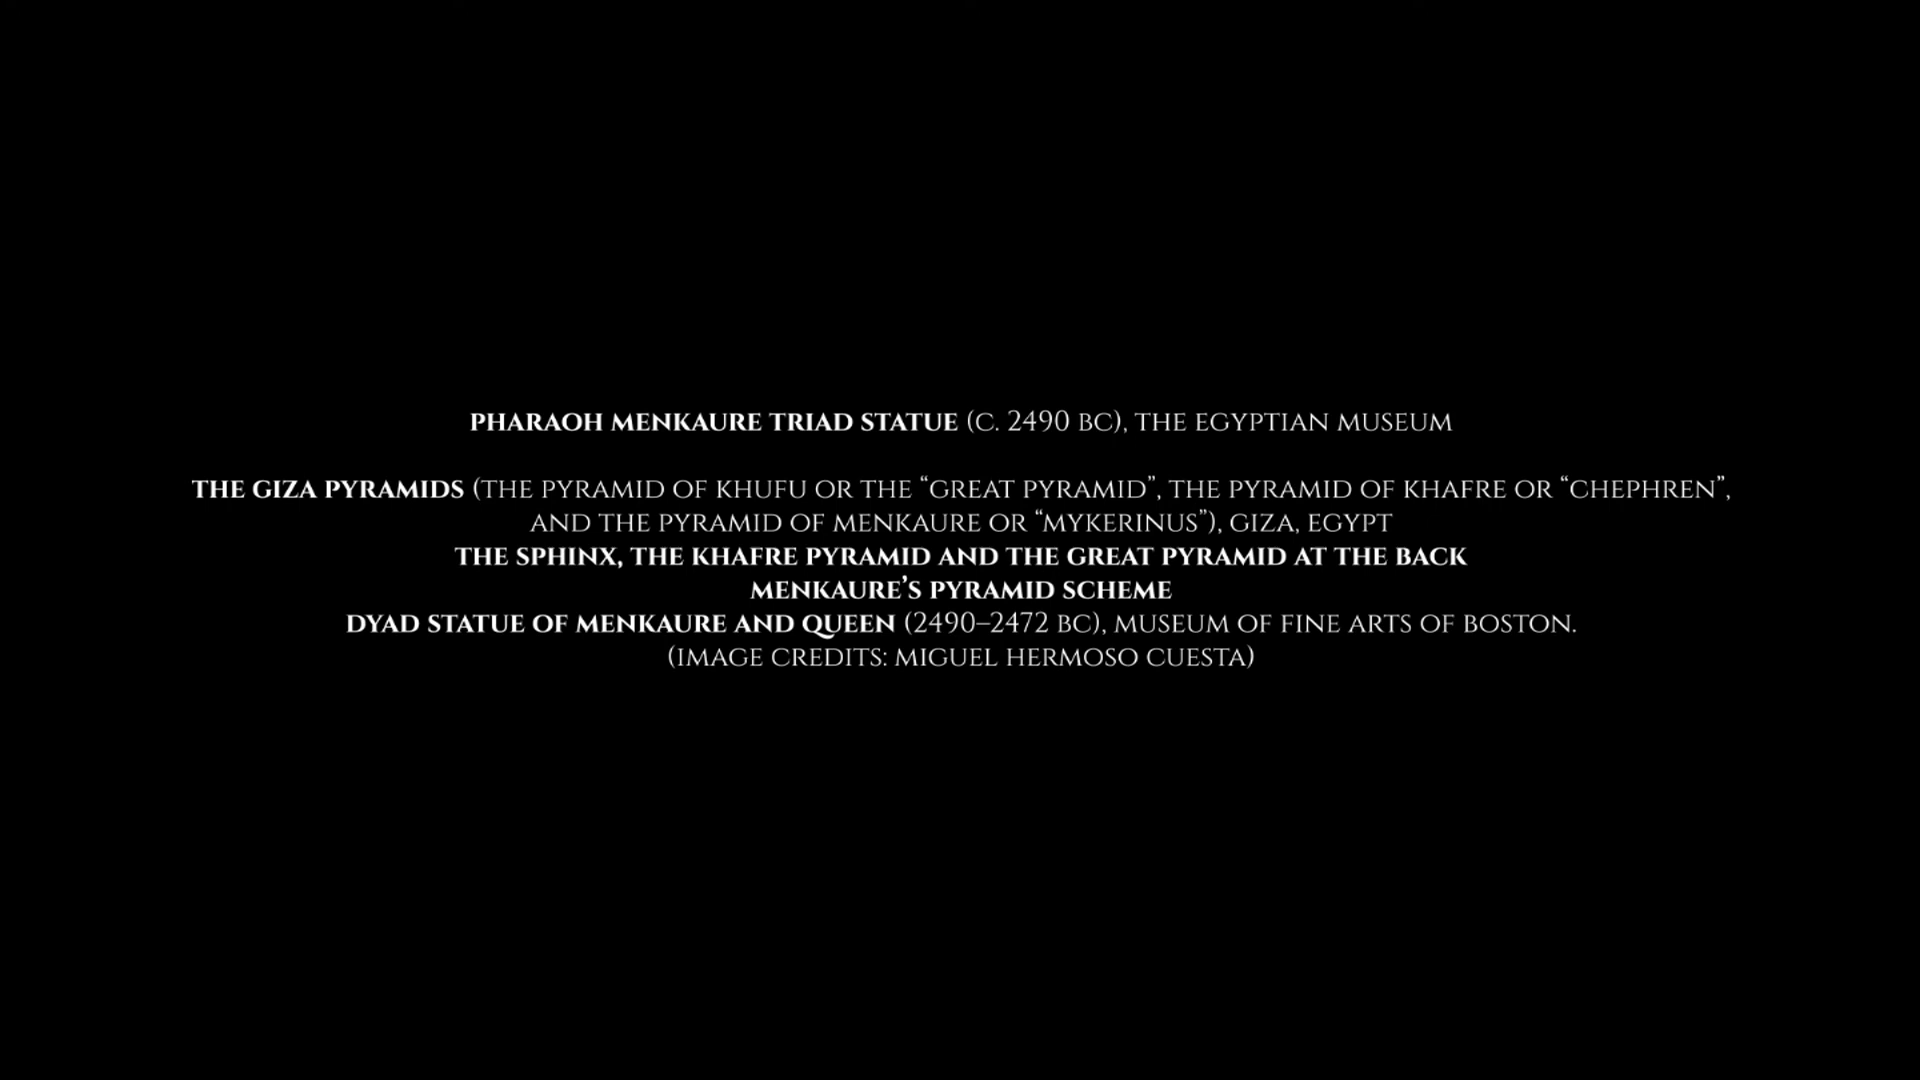 PHARAOH MENKAURE TRIAD STATUE (C. 2490 BC), THE EGYPTIAN MUSEUM
THE GIZA PYRAMIDS (THE PYRAMID OF KHUFU OR THE “GREAT PYRAMID”, THE PYRAMID OF KHAFRE OR “CHEPHREN”,
AND THE PYRAMID OF MENKAURE OR “MYKERINUS”), GIZA, EGYPT
THE SPHINX, THE KHAFRE PYRAMID AND THE GREAT PYRAMID AT THE BACK
MENKAURE’S PYRAMID SCHEME
DYAD STATUE OF MENKAURE AND QUEEN (2490–2472 BC), MUSEUM OF FINE ARTS OF BOSTON.
(IMAGE CREDITS: MIGUEL HERMOSO CUESTA)